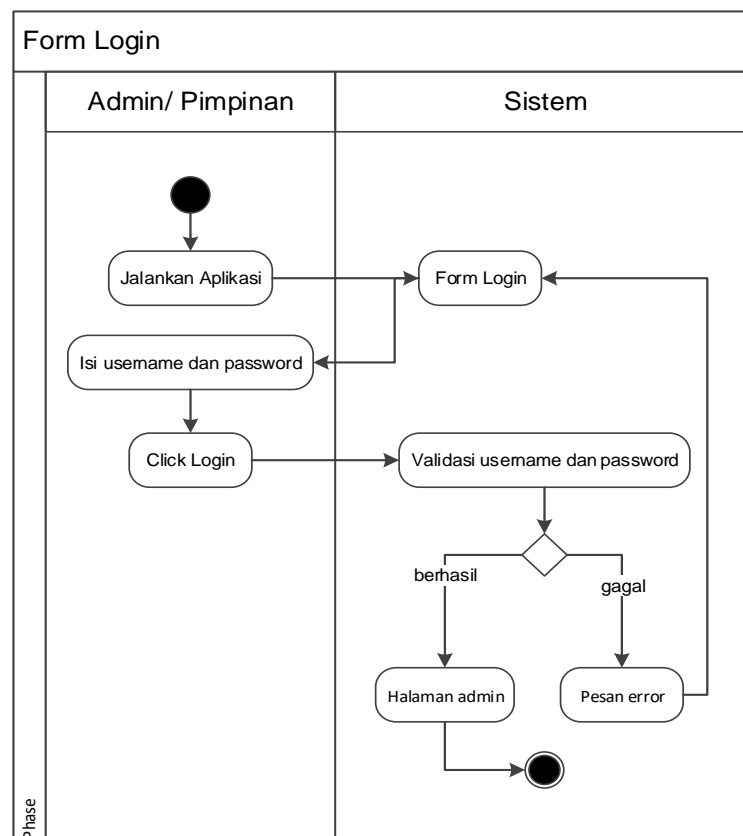 Form Login
Admin/ Pimpinan
Sistem
Jalankan Aplikasi
Form Login
Isi username dan password
Click Login
Validasi username dan password
berhasil
gagal
Halaman admin
Pesan error
Phase